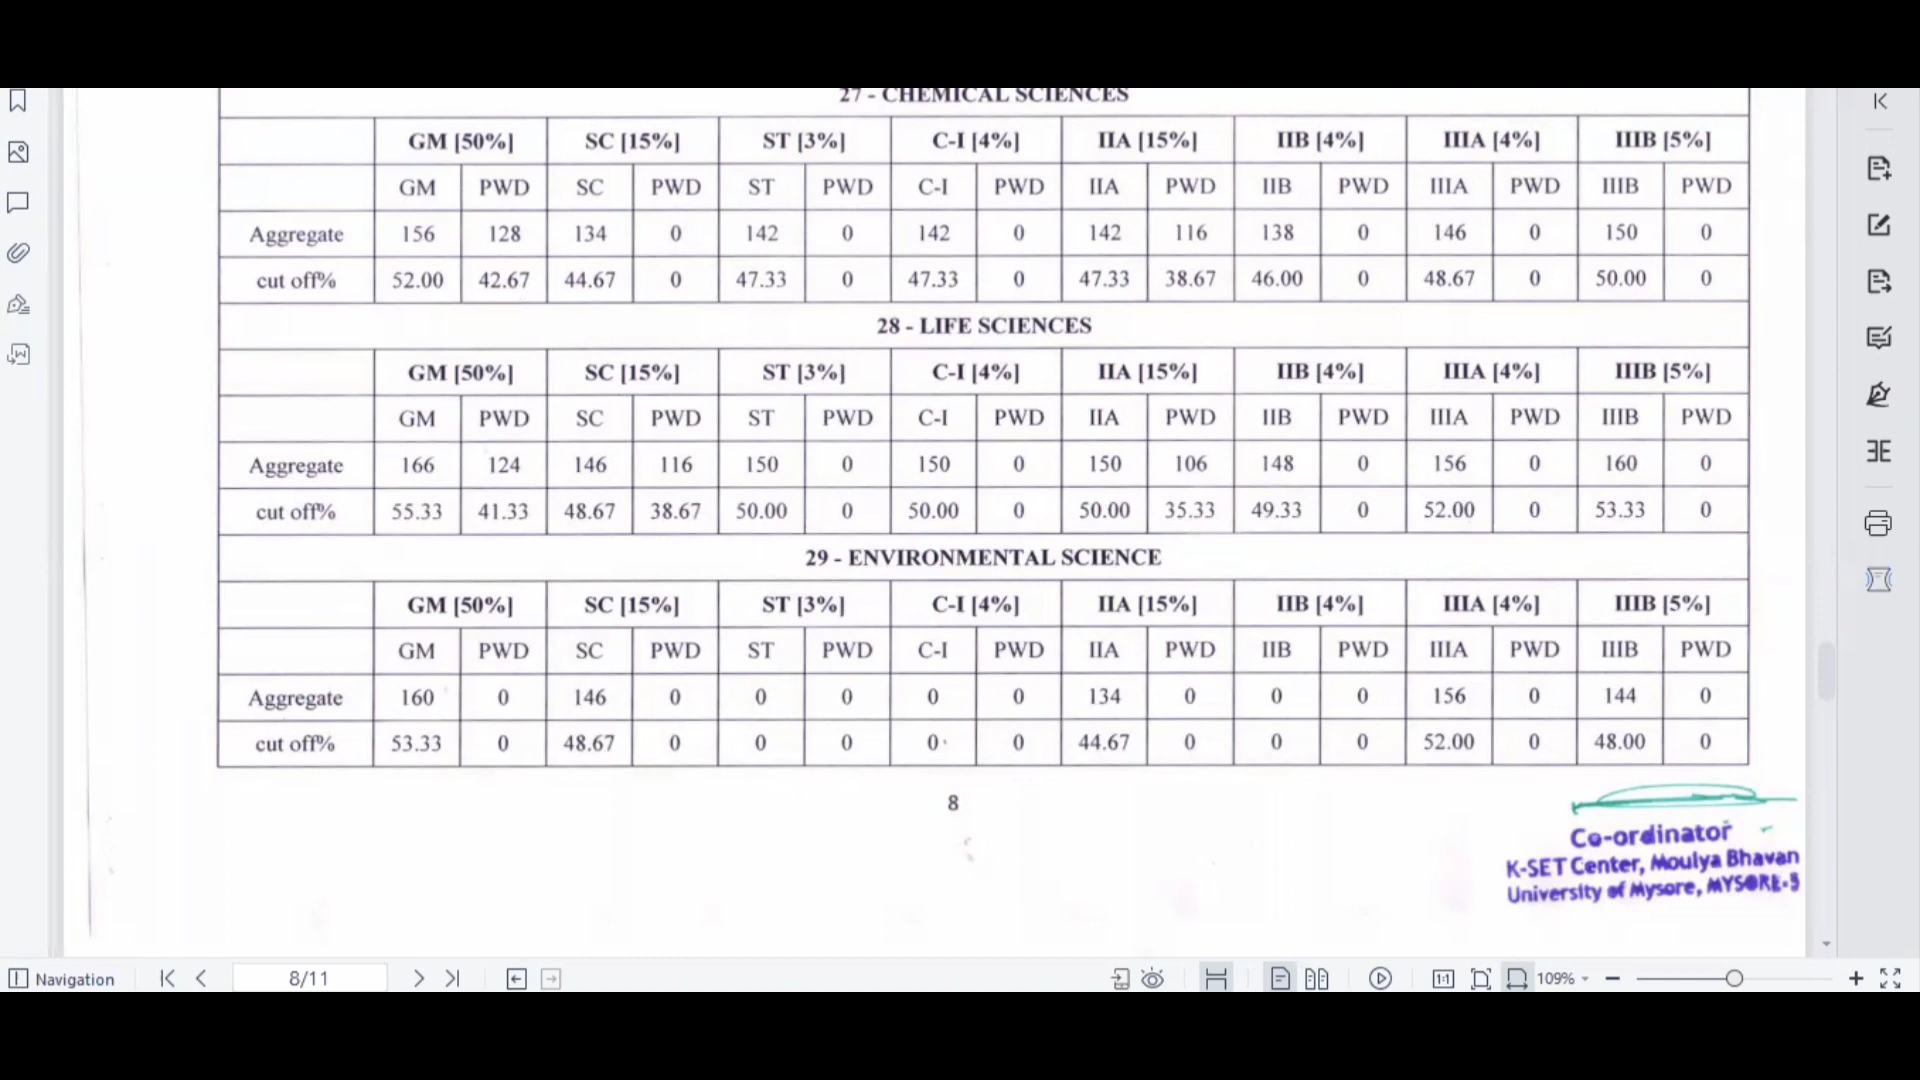 27 - CHEMICAL SCIENCES
GM [50%] SC [15%] ST [3%] C-I [4%] IIA [15%] IIB [4%] IIIA [4%] IIIB [5%]
GM PWD SC PWD ST PWD C-I PWD IIA PWD IIB PWD IIIA PWD IIIB PWD
Aggregate 156 128 134 0 142 0 142 0 142 116 138 0 146 0 150 0
cut off% 52.00 42.67 44.67 0 47.33 0 47.33 0 47.33 38.67 46.00 0 48.67 0 50.00 0
28 - LIFE SCIENCES
GM [50%] SC [15%] ST [3%] C-I [4%] IIA [15%] IIB [4%] IIIA [4%] IIIB [5%]
GM PWD SC PWD ST PWD C-I PWD IIA PWD IIB PWD IIIA PWD IIIB PWD
Aggregate 166 124 146 116 150 0 150 0 150 106 148 0 156 0 160 0
cut off% 55.33 41.33 48.67 38.67 50.00 0 50.00 0 50.00 35.33 49.33 0 52.00 0 53.33 0
29 - ENVIRONMENTAL SCIENCE
GM [50%] SC [15%] ST [3%] C-I [4%] IIA [15%] IIB [4%] IIIA [4%] IIIB [5%]
GM PWD SC PWD ST PWD C-I PWD IIA PWD IIB PWD IIIA PWD IIIB PWD
Aggregate 160 0 146 0 0 0 0 0 134 0 0 0 156 0 144 0
cut off% 53.33 0 48.67 0 0 0 0 0 44.67 0 0 0 52.00 0 48.00 0
8
Co-ordinator
K-SET Center, Moulya Bhavan
University of Mysore, MYSORE-5
Navigation 8/11 1:1 109%